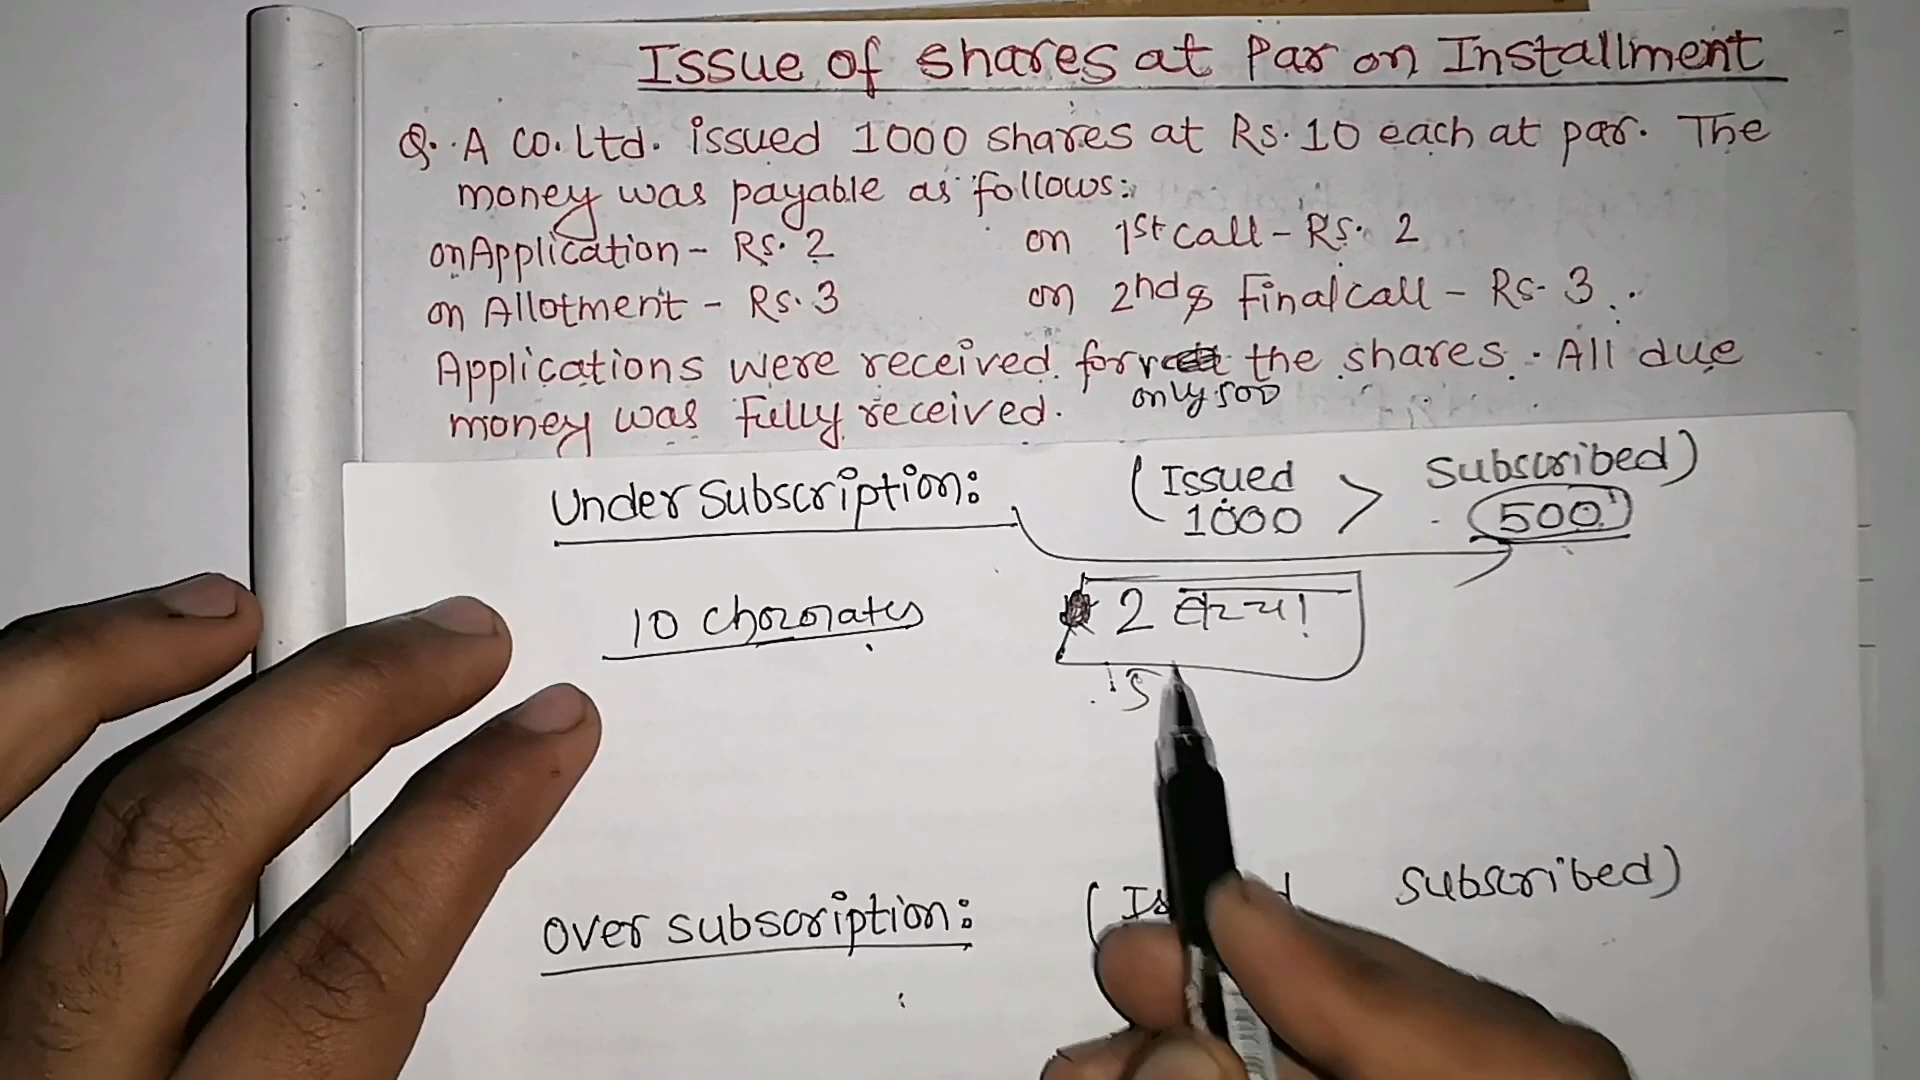 Issue of shares at Par on Installment
Q. A Co. Ltd. issued 1000 shares at Rs. 10 each at par. The
money was payable as follows:
on Application - Rs. 2 on 1st call - Rs. 2
on Allotment - Rs. 3 on 2nd & Final call - Rs. 3.
Applications were received for the shares. All due
only 500
money was fully received.
Under Subscription: (Issued > Subscribed)
1000 500
10 chocolates 2 बच्चा
5
Over subscription: ( Subscribed)